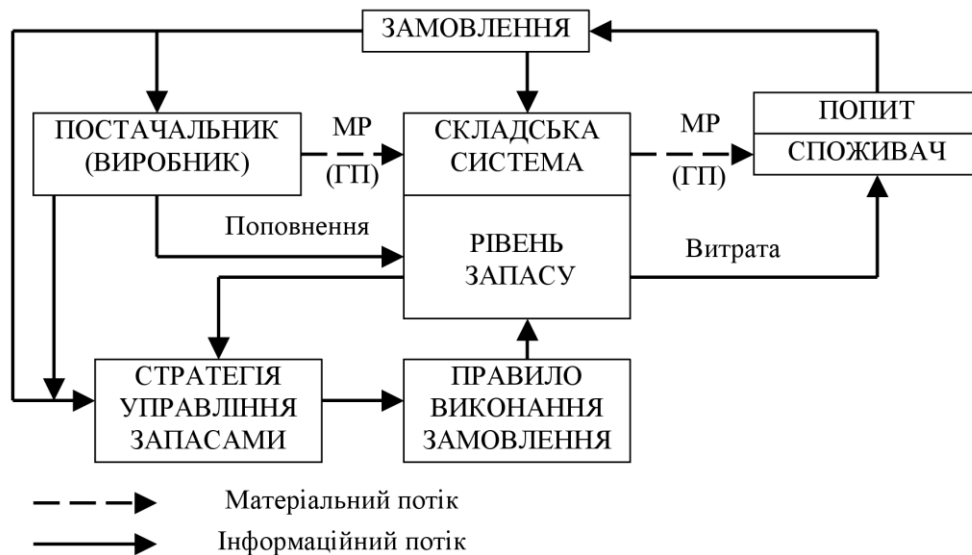 ЗАМОВЛЕННЯ
ПОСТАЧАЛЬНИК
(ВИРОБНИК)
МР
(ГП)
СКЛАДСЬКА
СИСТЕМА
МР
(ГП)
ПОПИТ
СПОЖИВАЧ
Поповнення
РІВЕНЬ
ЗАПАСУ
Витрата
СТРАТЕГІЯ
УПРАВЛІННЯ
ЗАПАСАМИ
ПРАВИЛО
ВИКОНАННЯ
ЗАМОВЛЕННЯ
Матеріальний потік
Інформаційний потік